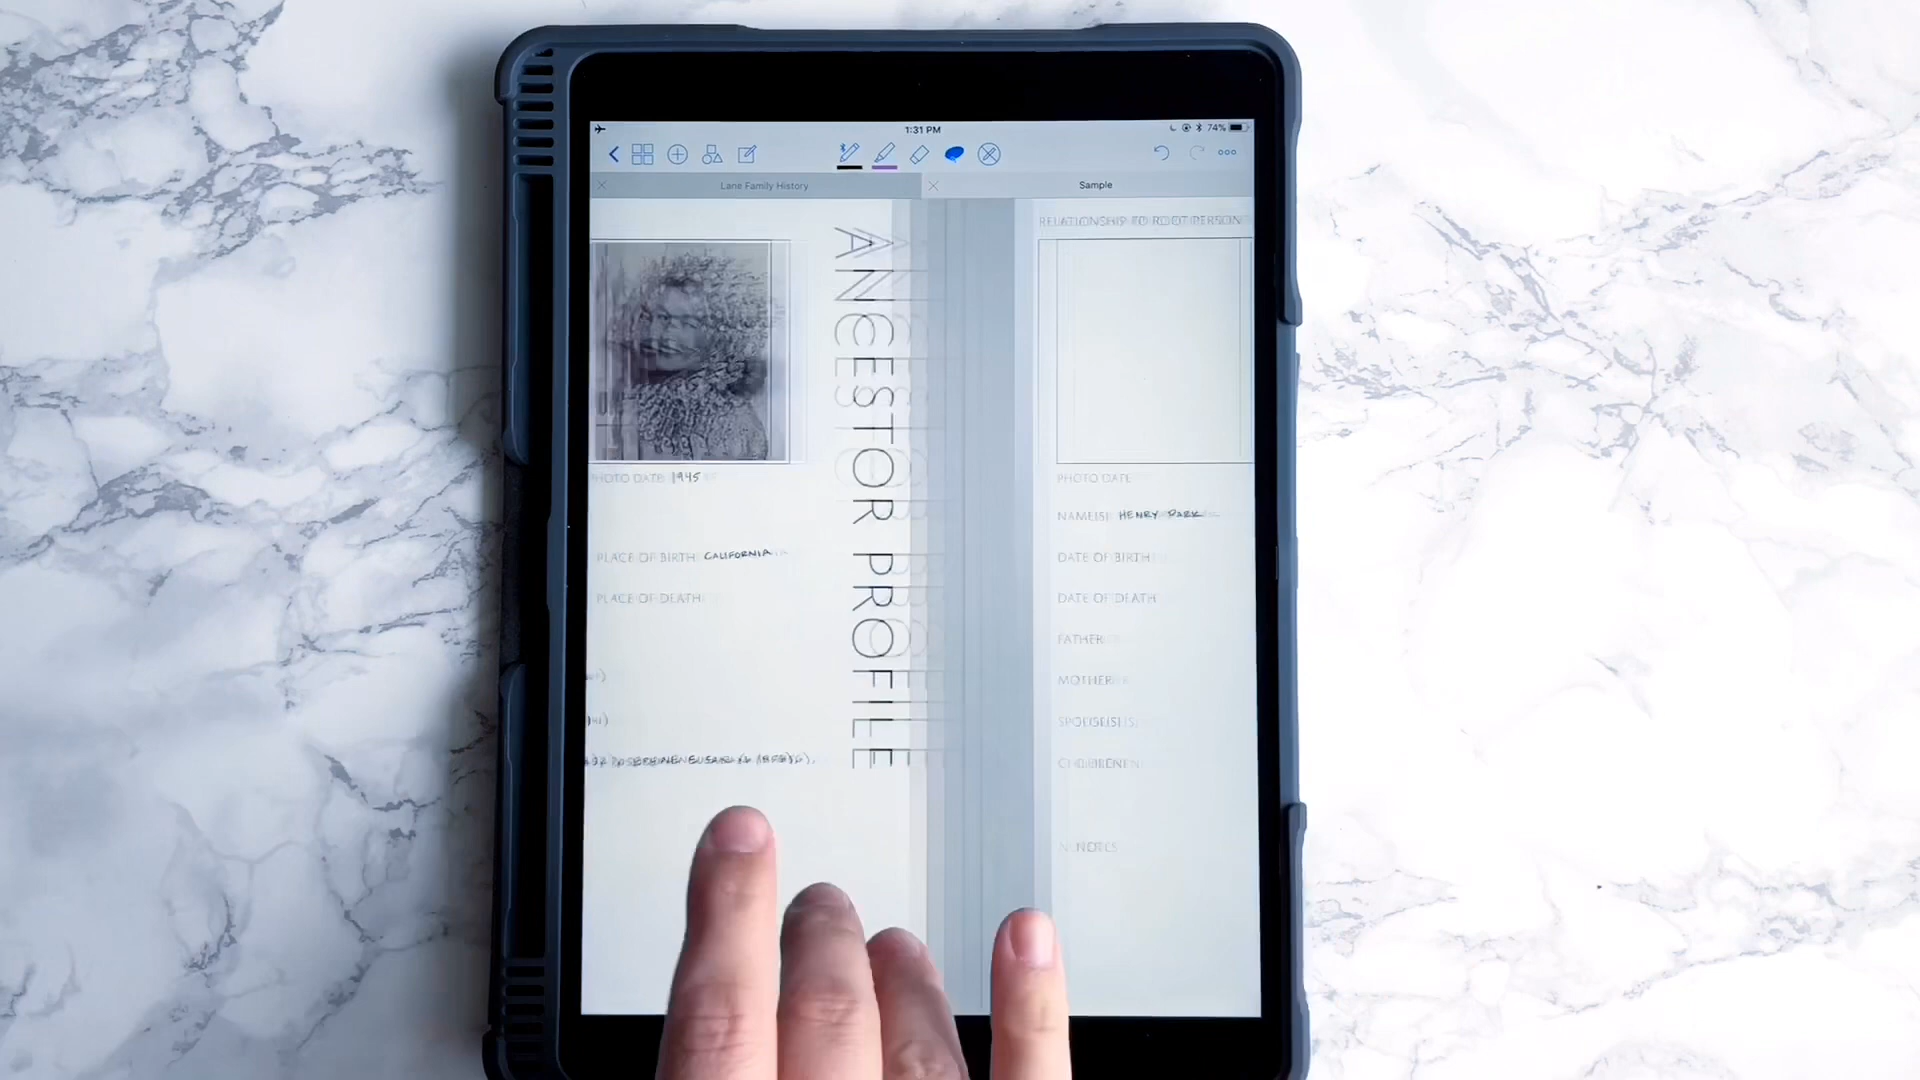 1:31 PM
74%
Lane Family History
Sample
ANCESTOR PROFILE
PHOTO DATE 1945
PLACE OF BIRTH CALIFORNIA
PLACE OF DEATH
RELATIONSHIP TO ROOT PERSON
PHOTO DATE
NAME(S) HENRY PARK
DATE OF BIRTH
DATE OF DEATH
FATHER
MOTHER
SPOUSE(S)
CHILDREN
NOTES